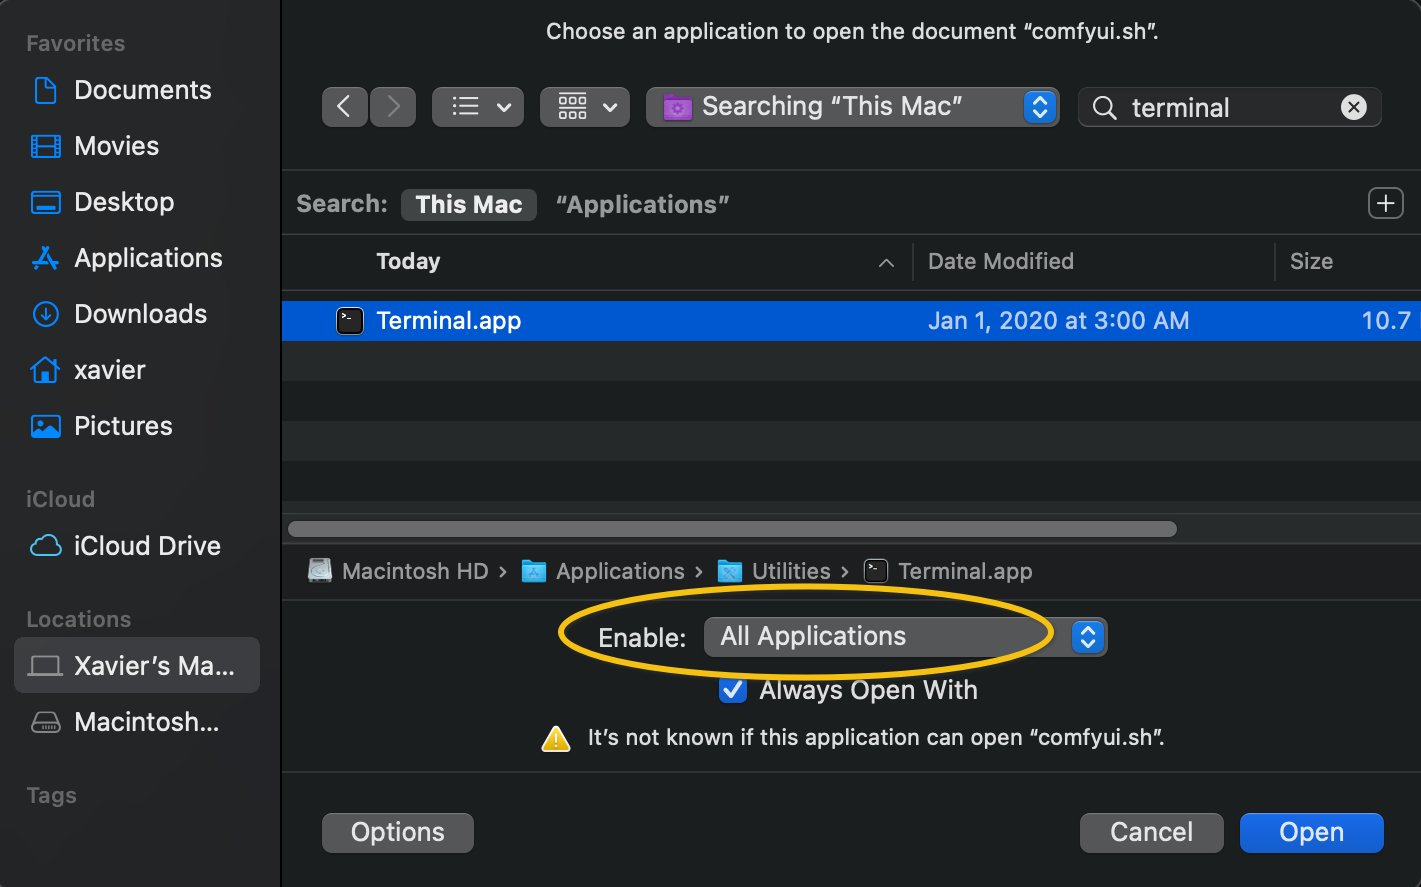 Favorites
Documents
Movies
Desktop
Applications
Downloads
xavier
Pictures
iCloud
iCloud Drive
Locations
Xavier’s Ma...
Macintosh...
Tags
Choose an application to open the document “comfyui.sh”.
Searching “This Mac”
terminal
Search: This Mac “Applications”
Today Date Modified Size
Terminal.app Jan 1, 2020 at 3:00 AM 10.7
Macintosh HD › Applications › Utilities › Terminal.app
Enable: All Applications
Always Open With
It’s not known if this application can open “comfyui.sh”.
Options Cancel Open